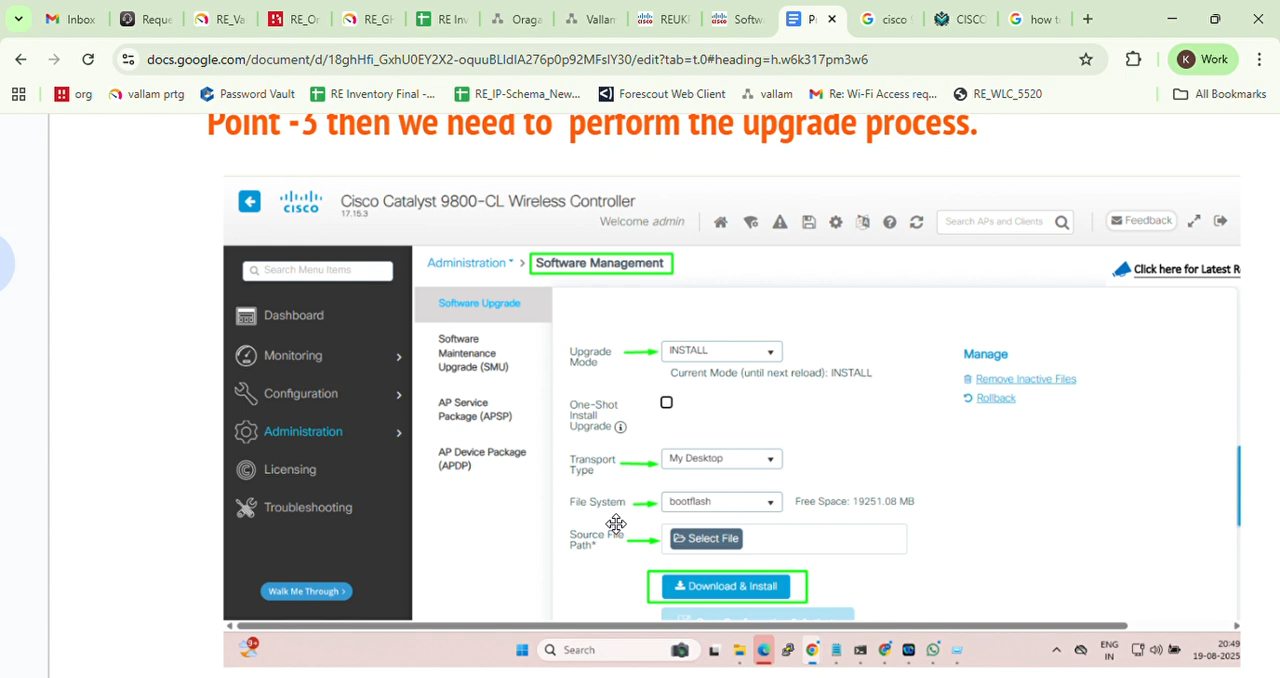 Inbox
Reque
RE_Va
RE_Or
RE_GH
RE Inv
Oraga
Vallam
REUKI
Softw
Pr
cisco S
CISCO
how t
docs.google.com/document/d/18ghHfi_GxhU0EY2X2-oquuBLIdIA276p0p92MFsIY30/edit?tab=t.0#heading=h.w6k317pm3w6
K Work
org
vallam prtg
Password Vault
RE Inventory Final -...
RE_IP-Schema_New...
Forescout Web Client
vallam
Re: Wi-Fi Access req...
RE_WLC_5520
All Bookmarks
Point -3 then we need to perform the upgrade process.
CISCO
Cisco Catalyst 9800-CL Wireless Controller
17.15.3
Welcome admin
Search APs and Clients
Feedback
Search Menu Items
Administration > Software Management
Click here for Latest R
Dashboard
Monitoring
Configuration
Administration
Licensing
Troubleshooting
Walk Me Through >
Software Upgrade
Software
Maintenance
Upgrade (SMU)
AP Service
Package (APSP)
AP Device Package
(APDP)
Upgrade
Mode
INSTALL
Current Mode (until next reload): INSTALL
One-Shot
Install
Upgrade
Transport
Type
My Desktop
File System
bootflash
Free Space: 19251.08 MB
Source File
Path*
Select File
Download & Install
Manage
Remove Inactive Files
Rollback
9+
Search
ENG
IN
20:49
19-08-2025